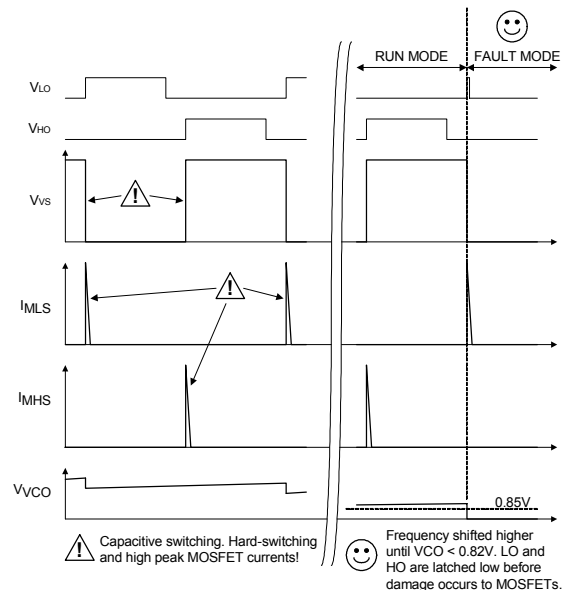 RUN MODE FAULT MODE
VLO
VHO
VVS
!
IMLS
!
IMHS
VVCO
0.85V
! Capacitive switching. Hard-switching
and high peak MOSFET currents!
Frequency shifted higher
until VCO < 0.82V. LO and
HO are latched low before
damage occurs to MOSFETs.